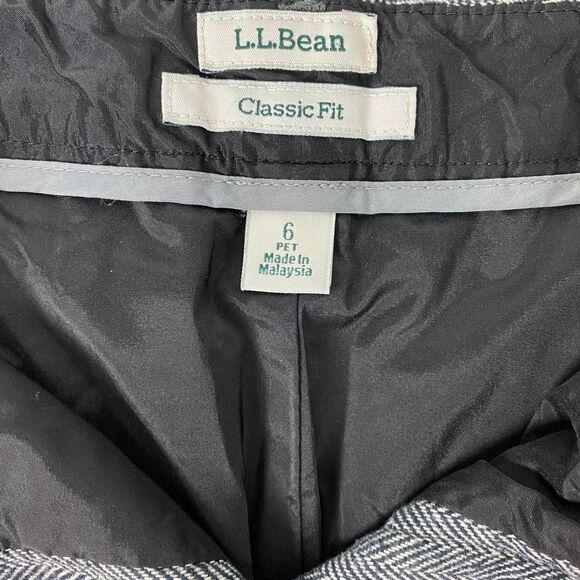 L.L.Bean
Classic Fit
6
PET
Made In
Malaysia